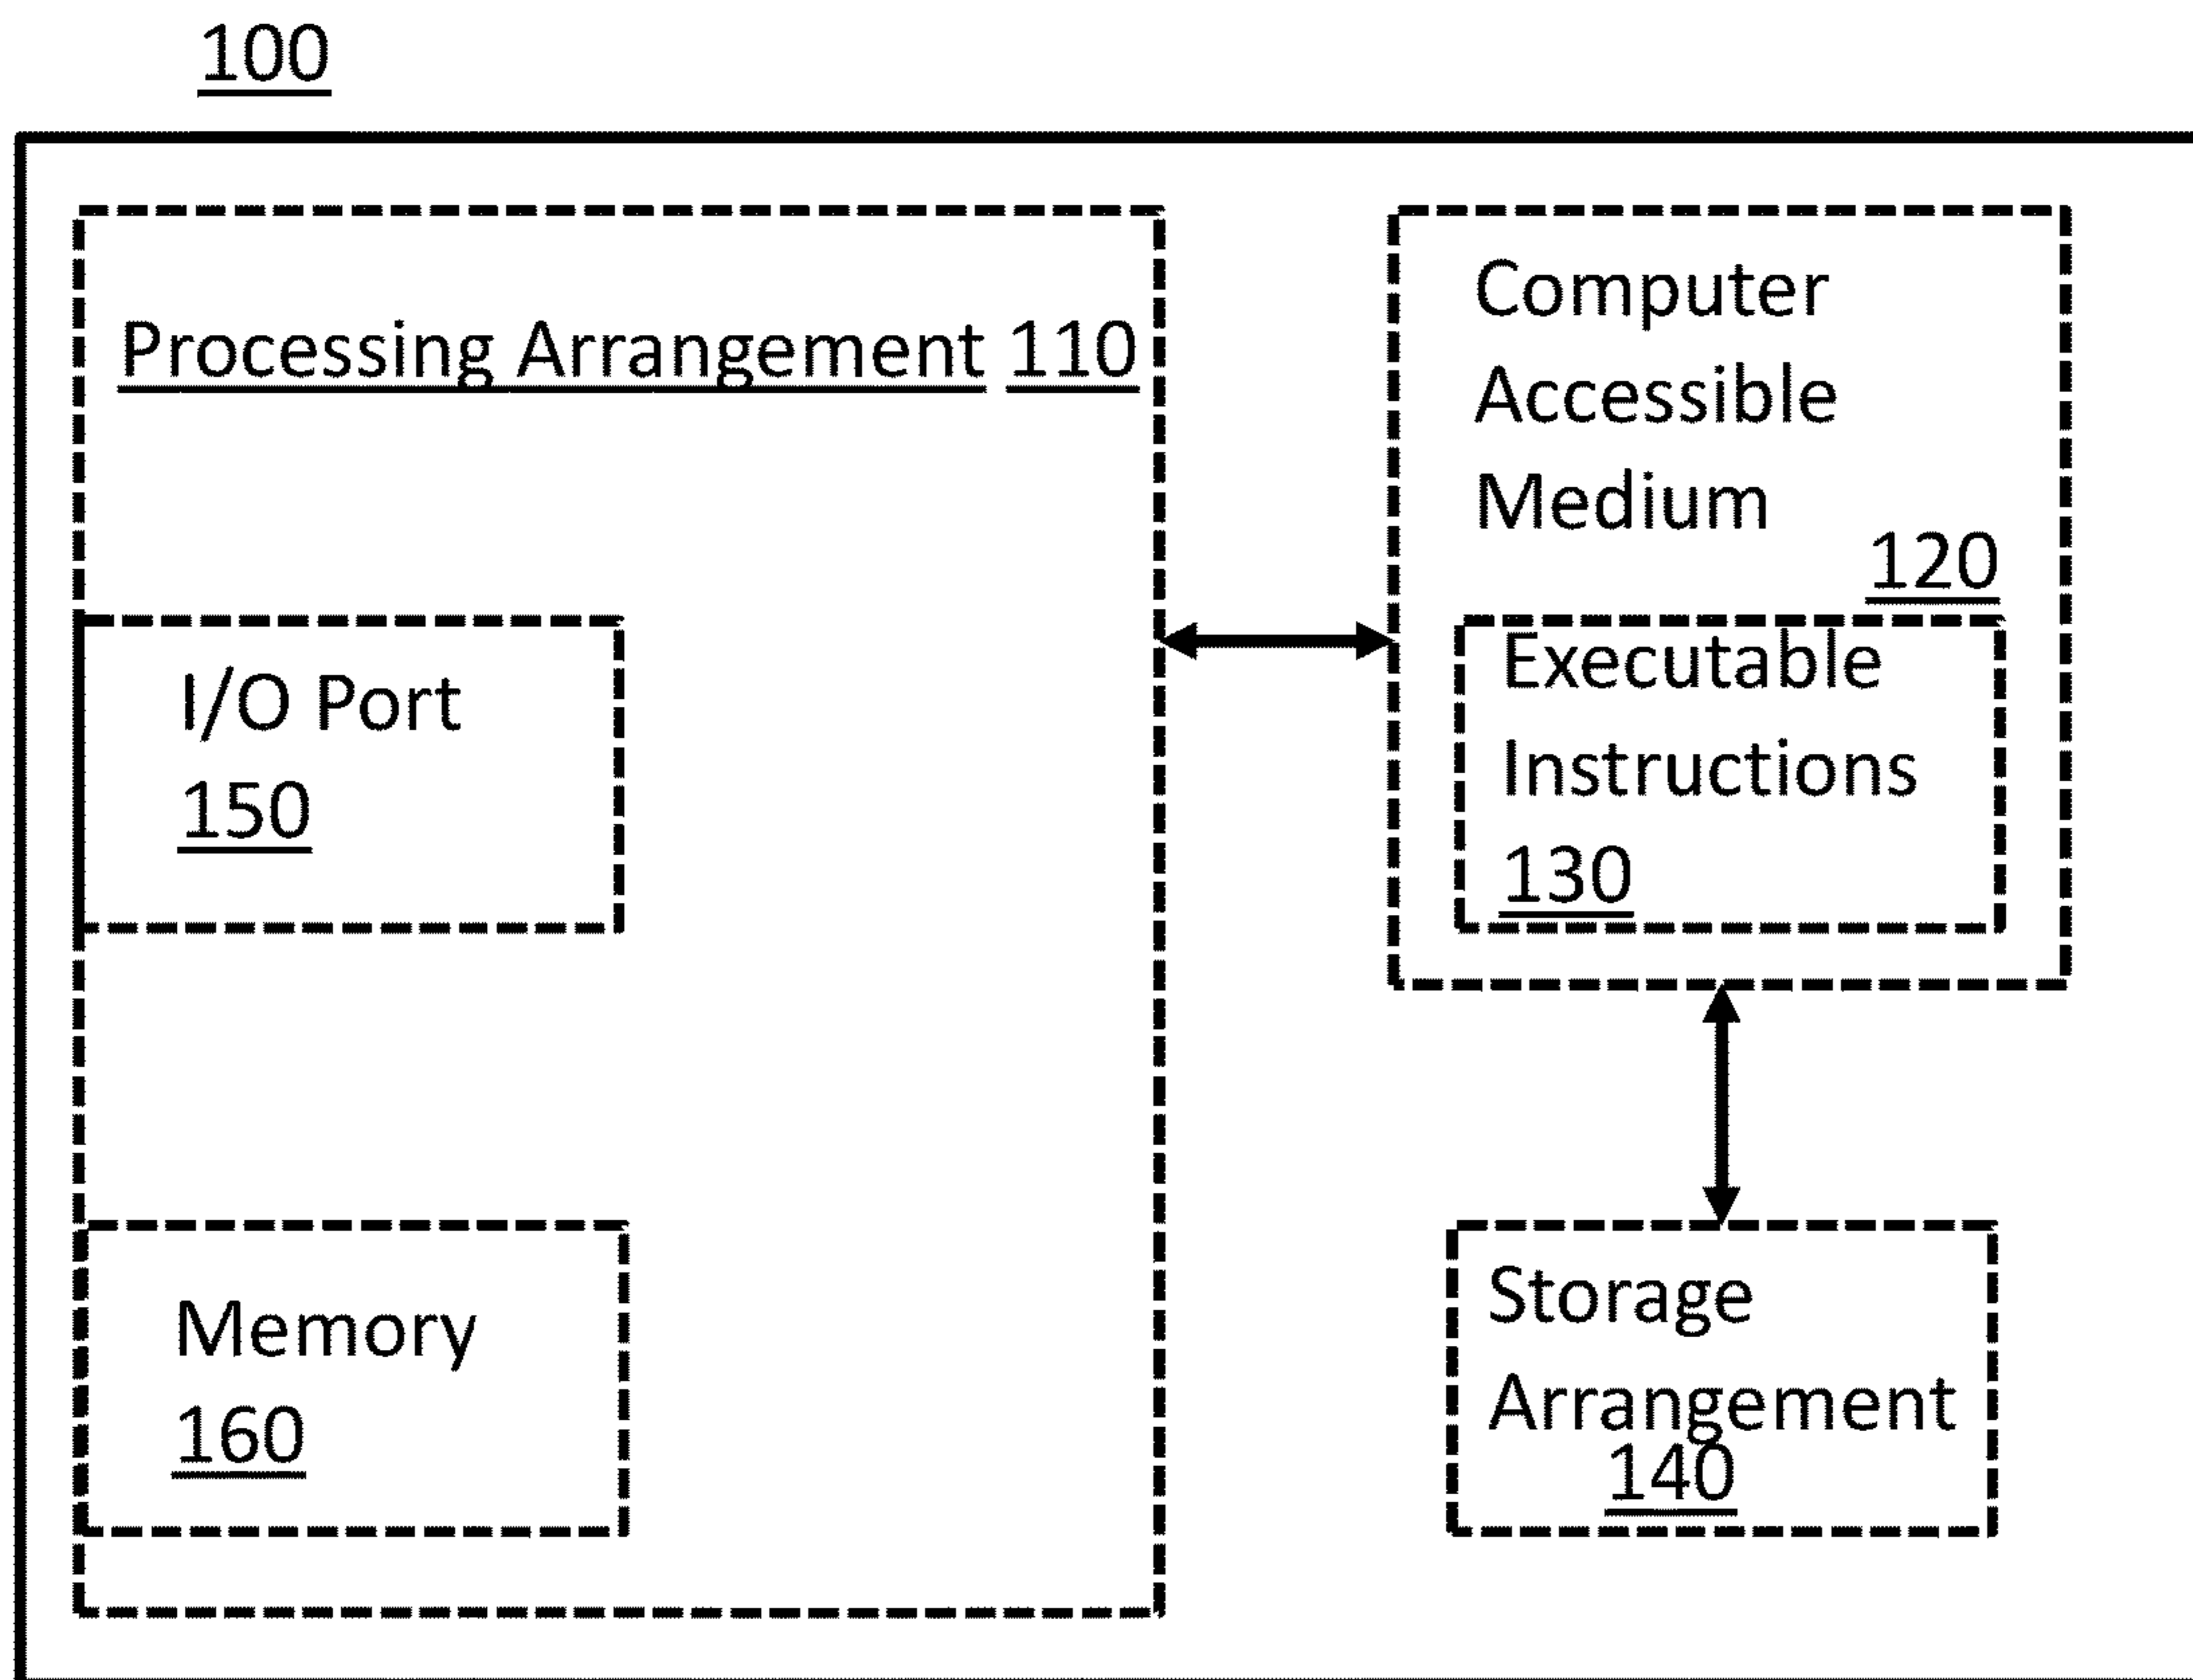 100
Processing Arrangement 110
I/O Port
150
Memory
160
Computer
Accessible
Medium
120
Executable
Instructions
130
Storage
Arrangement
140